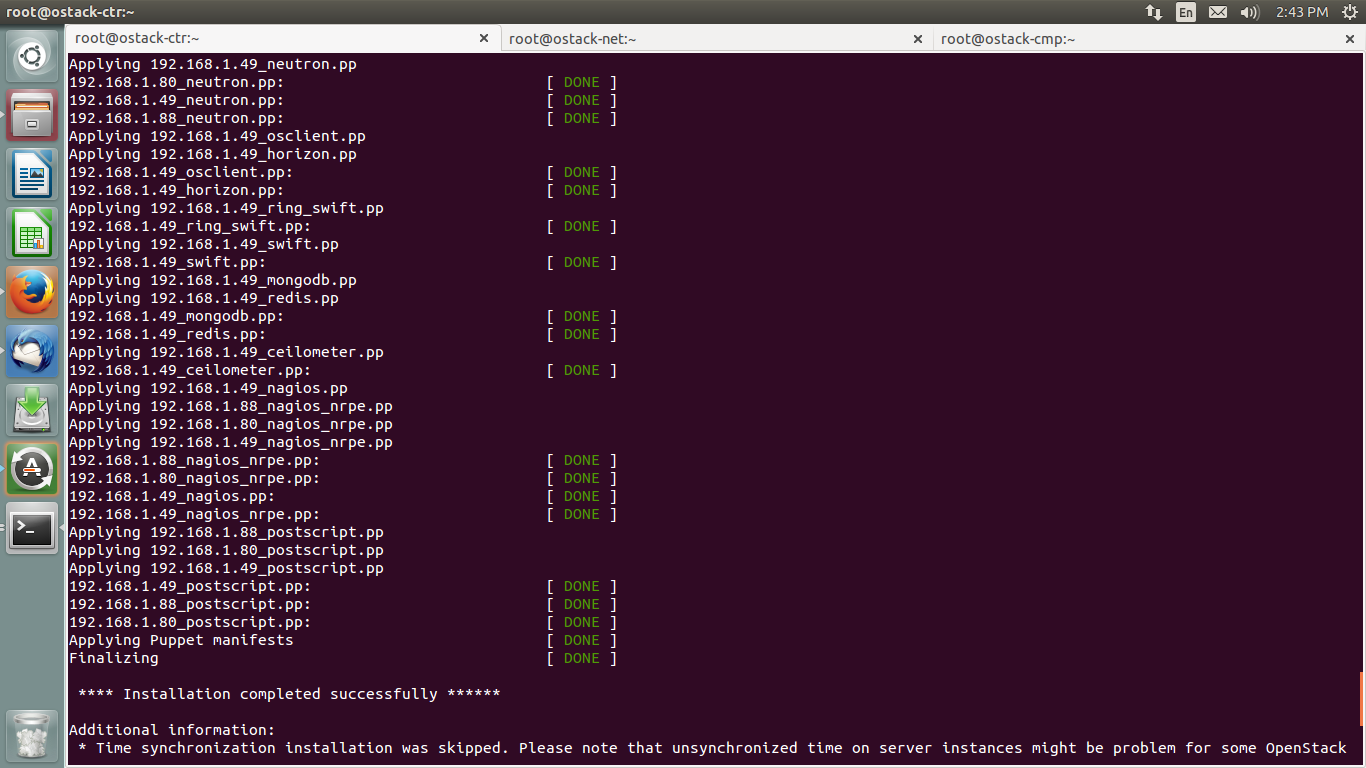 root@ostack-ctr:~
En
2:43 PM
root@ostack-ctr:~
root@ostack-net:~
root@ostack-cmp:~
Applying 192.168.1.49_neutron.pp
192.168.1.80_neutron.pp: [ DONE ]
192.168.1.49_neutron.pp: [ DONE ]
192.168.1.88_neutron.pp: [ DONE ]
Applying 192.168.1.49_osclient.pp
Applying 192.168.1.49_horizon.pp
192.168.1.49_osclient.pp: [ DONE ]
192.168.1.49_horizon.pp: [ DONE ]
Applying 192.168.1.49_ring_swift.pp
192.168.1.49_ring_swift.pp: [ DONE ]
Applying 192.168.1.49_swift.pp
192.168.1.49_swift.pp: [ DONE ]
Applying 192.168.1.49_mongodb.pp
Applying 192.168.1.49_redis.pp
192.168.1.49_mongodb.pp: [ DONE ]
192.168.1.49_redis.pp: [ DONE ]
Applying 192.168.1.49_ceilometer.pp
192.168.1.49_ceilometer.pp: [ DONE ]
Applying 192.168.1.49_nagios.pp
Applying 192.168.1.88_nagios_nrpe.pp
Applying 192.168.1.80_nagios_nrpe.pp
Applying 192.168.1.49_nagios_nrpe.pp
192.168.1.88_nagios_nrpe.pp: [ DONE ]
192.168.1.80_nagios_nrpe.pp: [ DONE ]
192.168.1.49_nagios.pp: [ DONE ]
192.168.1.49_nagios_nrpe.pp: [ DONE ]
Applying 192.168.1.88_postscript.pp
Applying 192.168.1.80_postscript.pp
Applying 192.168.1.49_postscript.pp
192.168.1.49_postscript.pp: [ DONE ]
192.168.1.88_postscript.pp: [ DONE ]
192.168.1.80_postscript.pp: [ DONE ]
Applying Puppet manifests [ DONE ]
Finalizing [ DONE ]
**** Installation completed successfully ******
Additional information:
* Time synchronization installation was skipped. Please note that unsynchronized time on server instances might be problem for some OpenStack